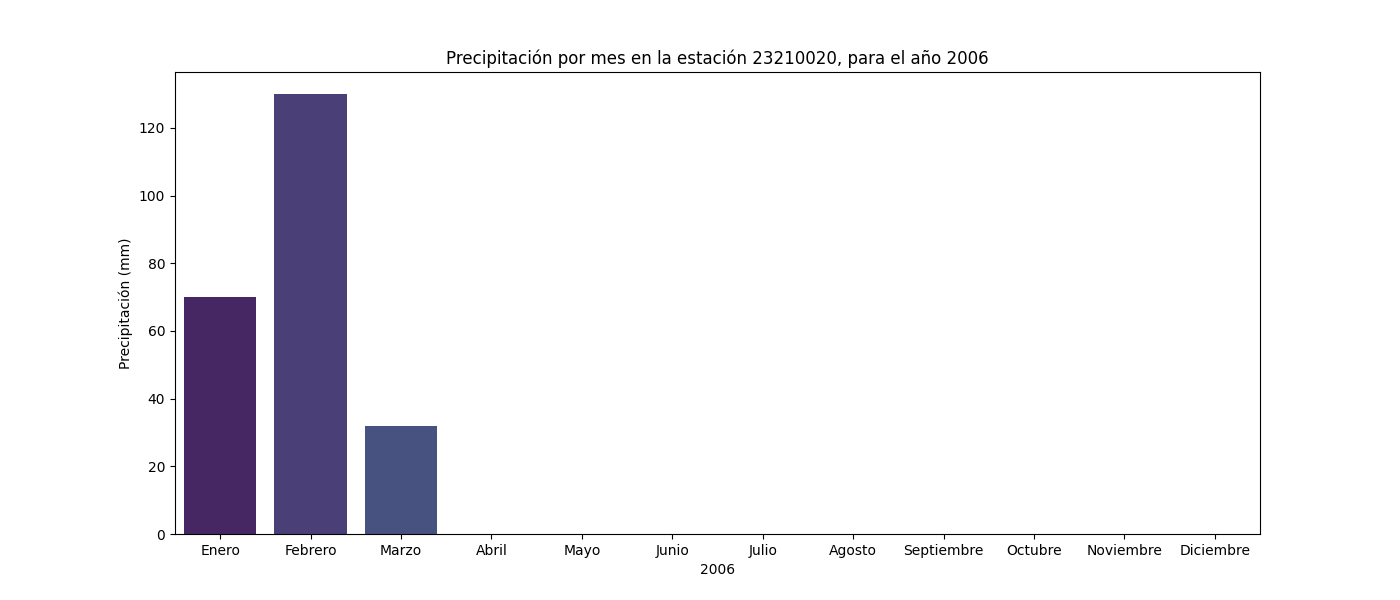 Precipitación por mes en la estación 23210020, para el año 2006
Precipitación (mm)
120
100
80
60
40
20
0
Enero Febrero Marzo Abril Mayo Junio Julio Agosto Septiembre Octubre Noviembre Diciembre
2006